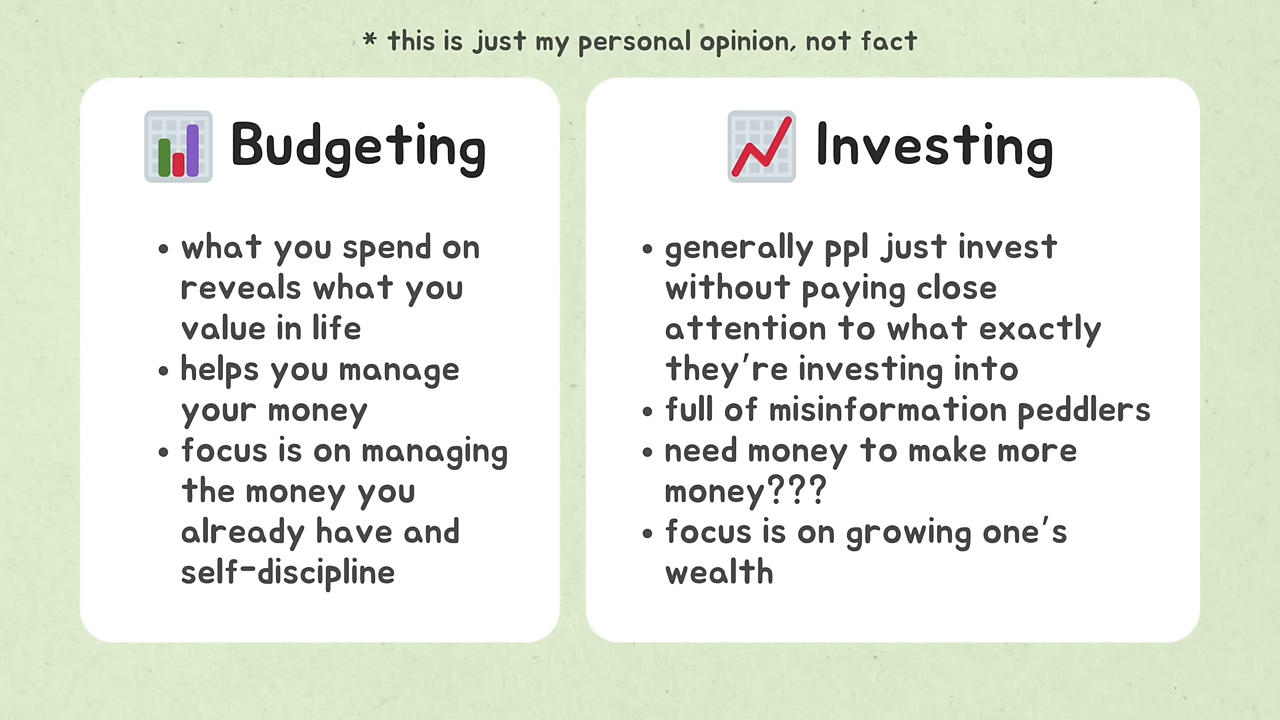 * this is just my personal opinion, not fact
Budgeting
• what you spend on
reveals what you
value in life
• helps you manage
your money
• focus is on managing
the money you
already have and
self-discipline
Investing
• generally ppl just invest
without paying close
attention to what exactly
they're investing into
• full of misinformation peddlers
• need money to make more
money???
• focus is on growing one's
wealth